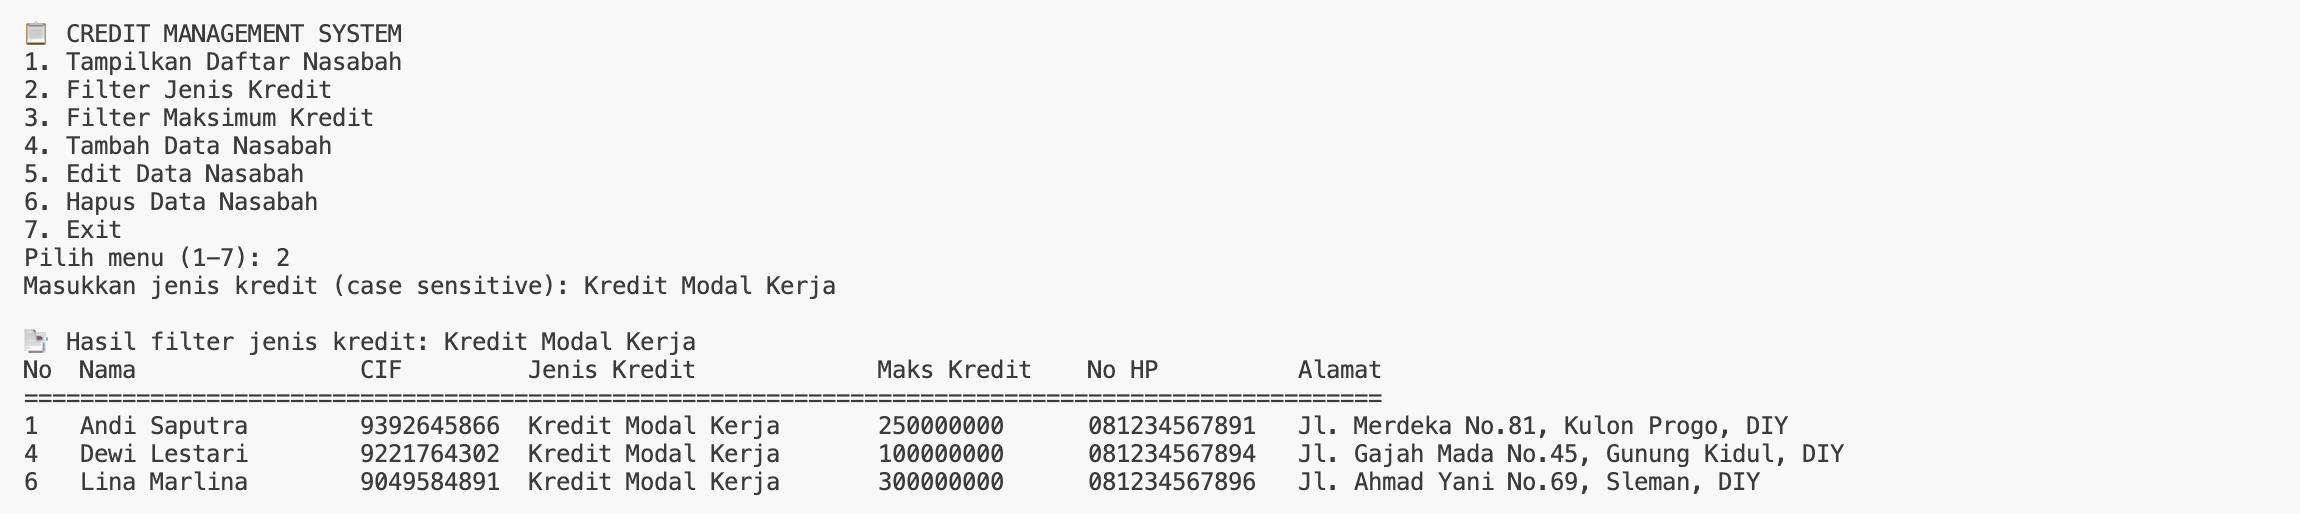 📋 CREDIT MANAGEMENT SYSTEM
1. Tampilkan Daftar Nasabah
2. Filter Jenis Kredit
3. Filter Maksimum Kredit
4. Tambah Data Nasabah
5. Edit Data Nasabah
6. Hapus Data Nasabah
7. Exit
Pilih menu (1–7): 2
Masukkan jenis kredit (case sensitive): Kredit Modal Kerja

📑 Hasil filter jenis kredit: Kredit Modal Kerja
No  Nama                CIF         Jenis Kredit             Maks Kredit    No HP          Alamat
=================================================================================================
1   Andi Saputra        9392645866  Kredit Modal Kerja       250000000      081234567891   Jl. Merdeka No.81, Kulon Progo, DIY
4   Dewi Lestari        9221764302  Kredit Modal Kerja       100000000      081234567894   Jl. Gajah Mada No.45, Gunung Kidul, DIY
6   Lina Marlina        9049584891  Kredit Modal Kerja       300000000      081234567896   Jl. Ahmad Yani No.69, Sleman, DIY